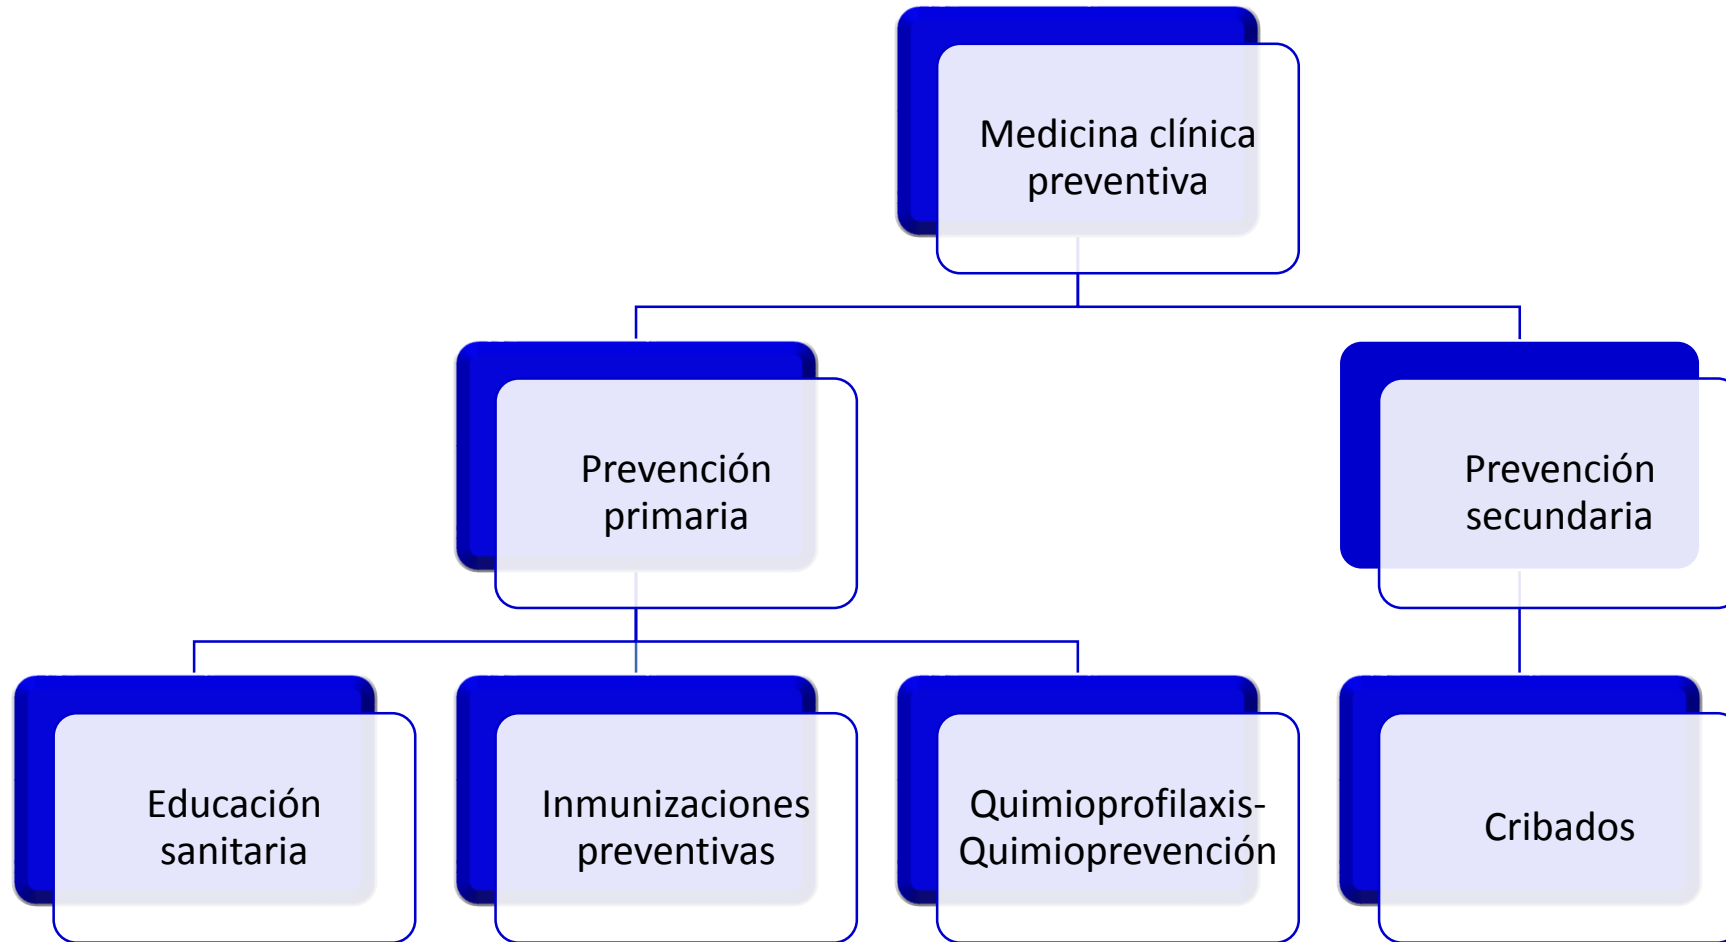 Medicina clínica
preventiva
Prevención
primaria
Prevención
secundaria
Educación
sanitaria
Inmunizaciones
preventivas
Quimioprofilaxis-
Quimioprevención
Cribados